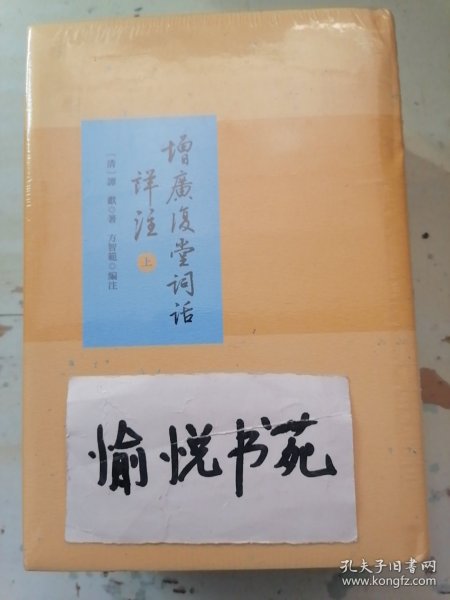 增廣復堂詞話
詳注
上
〔清〕譚 獻◎著 方智範◎編注
愉悦书苑
孔夫子旧书网
www.kongfz.com